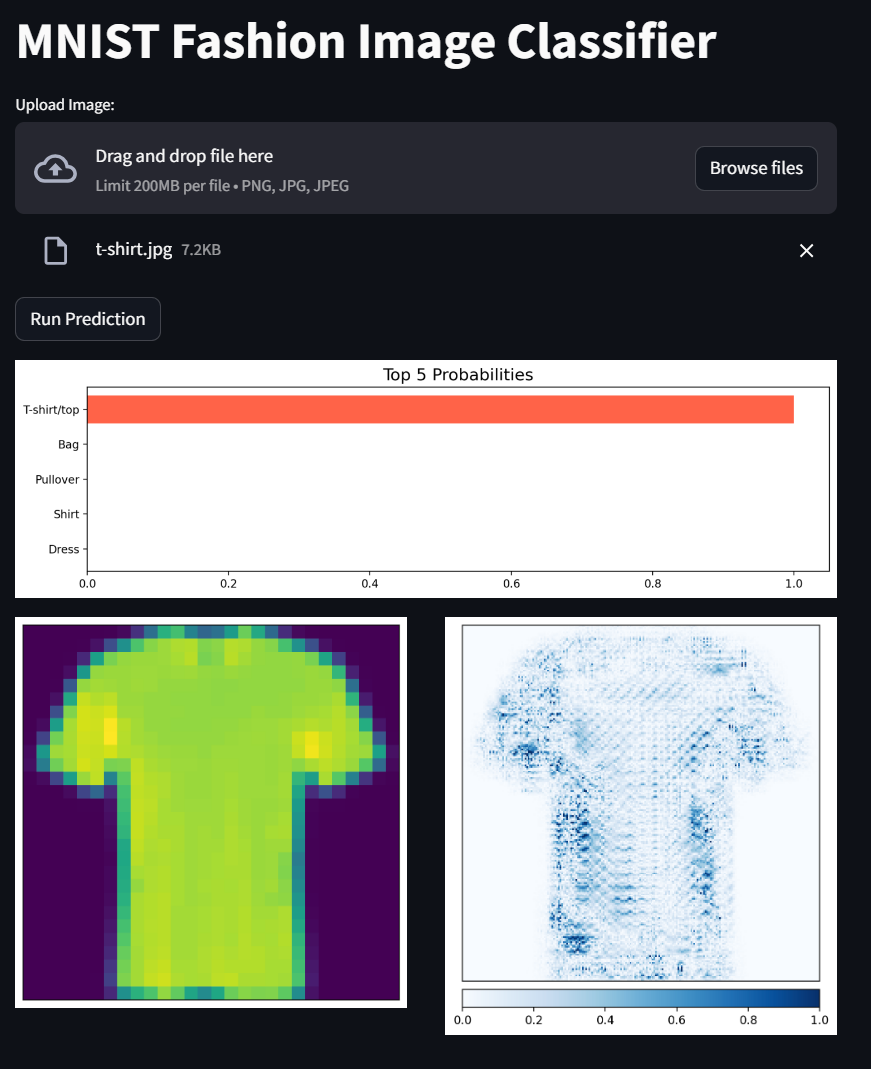 MNIST Fashion Image Classifier
Upload Image:
Drag and drop file here
Limit 200MB per file • PNG, JPG, JPEG
Browse files
t-shirt.jpg 7.2KB
Run Prediction
Top 5 Probabilities
T-shirt/top
Bag
Pullover
Shirt
Dress
0.0 0.2 0.4 0.6 0.8 1.0
0.0 0.2 0.4 0.6 0.8 1.0